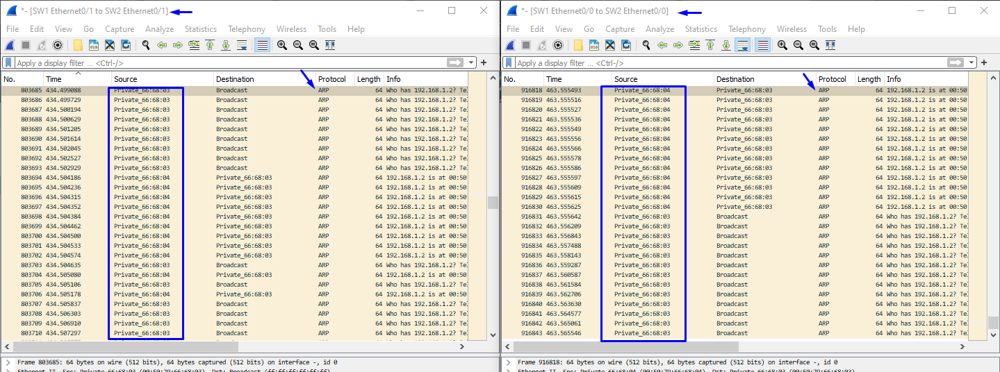 *- [SW1 Ethernet0/1 to SW2 Ethernet0/1]
File Edit View Go Capture Analyze Statistics Telephony Wireless Tools Help
Apply a display filter ... <Ctrl-/>
No. Time Source Destination Protocol Length Info
803685 434.499088 Private_66:68:03 Broadcast ARP 64 Who has 192.168.1.2? Tel
803686 434.499729 Private_66:68:03 Broadcast ARP 64 Who has 192.168.1.2? Tel
803687 434.500194 Private_66:68:03 Broadcast ARP 64 Who has 192.168.1.2? Tel
803688 434.500629 Private_66:68:03 Broadcast ARP 64 Who has 192.168.1.2? Tel
803689 434.501205 Private_66:68:03 Broadcast ARP 64 Who has 192.168.1.2? Tel
803690 434.501614 Private_66:68:03 Broadcast ARP 64 Who has 192.168.1.2? Tel
803691 434.502045 Private_66:68:03 Broadcast ARP 64 Who has 192.168.1.2? Tel
803692 434.502527 Private_66:68:03 Broadcast ARP 64 Who has 192.168.1.2? Tel
803693 434.502929 Private_66:68:03 Broadcast ARP 64 Who has 192.168.1.2? Tel
803694 434.504186 Private_66:68:04 Private_66:68:03 ARP 64 192.168.1.2 is at 00:50
803695 434.504236 Private_66:68:04 Private_66:68:03 ARP 64 192.168.1.2 is at 00:50
803696 434.504315 Private_66:68:04 Private_66:68:03 ARP 64 192.168.1.2 is at 00:50
803697 434.504352 Private_66:68:04 Private_66:68:03 ARP 64 192.168.1.2 is at 00:50
803698 434.504384 Private_66:68:04 Private_66:68:03 ARP 64 192.168.1.2 is at 00:50
803699 434.504462 Private_66:68:04 Private_66:68:03 ARP 64 192.168.1.2 is at 00:50
803700 434.504500 Private_66:68:04 Private_66:68:03 ARP 64 192.168.1.2 is at 00:50
803701 434.504533 Private_66:68:04 Private_66:68:03 ARP 64 192.168.1.2 is at 00:50
803702 434.504574 Private_66:68:04 Private_66:68:03 ARP 64 192.168.1.2 is at 00:50
803703 434.504635 Private_66:68:03 Broadcast ARP 64 Who has 192.168.1.2? Tel
803704 434.505080 Private_66:68:04 Private_66:68:03 ARP 64 192.168.1.2 is at 00:50
803705 434.505106 Private_66:68:03 Broadcast ARP 64 Who has 192.168.1.2? Tel
803706 434.505178 Private_66:68:04 Private_66:68:03 ARP 64 192.168.1.2 is at 00:50
803707 434.505837 Private_66:68:03 Broadcast ARP 64 Who has 192.168.1.2? Tel
803708 434.506303 Private_66:68:03 Broadcast ARP 64 Who has 192.168.1.2? Tel
803709 434.506910 Private_66:68:03 Broadcast ARP 64 Who has 192.168.1.2? Tel
803710 434.507297 Private_66:68:03 Broadcast ARP 64 Who has 192.168.1.2? Tel
Frame 803685: 64 bytes on wire (512 bits), 64 bytes captured (512 bits) on interface -, id 0
Ethernet II, Src: Private_66:68:03 (00:50:79:66:68:03), Dst: Broadcast (ff:ff:ff:ff:ff:ff)
*- [SW1 Ethernet0/0 to SW2 Ethernet0/0]
File Edit View Go Capture Analyze Statistics Telephony Wireless Tools Help
Apply a display filter ... <Ctrl-/>
No. Time Source Destination Protocol Length Info
916818 463.555493 Private_66:68:04 Private_66:68:03 ARP 64 192.168.1.2 is at 00:50
916819 463.555516 Private_66:68:04 Private_66:68:03 ARP 64 192.168.1.2 is at 00:50
916820 463.555527 Private_66:68:04 Private_66:68:03 ARP 64 192.168.1.2 is at 00:50
916821 463.555536 Private_66:68:04 Private_66:68:03 ARP 64 192.168.1.2 is at 00:50
916822 463.555549 Private_66:68:04 Private_66:68:03 ARP 64 192.168.1.2 is at 00:50
916823 463.555556 Private_66:68:04 Private_66:68:03 ARP 64 192.168.1.2 is at 00:50
916824 463.555566 Private_66:68:04 Private_66:68:03 ARP 64 192.168.1.2 is at 00:50
916825 463.555578 Private_66:68:04 Private_66:68:03 ARP 64 192.168.1.2 is at 00:50
916826 463.555586 Private_66:68:04 Private_66:68:03 ARP 64 192.168.1.2 is at 00:50
916827 463.555597 Private_66:68:04 Private_66:68:03 ARP 64 192.168.1.2 is at 00:50
916828 463.555609 Private_66:68:04 Private_66:68:03 ARP 64 192.168.1.2 is at 00:50
916829 463.555615 Private_66:68:04 Private_66:68:03 ARP 64 192.168.1.2 is at 00:50
916830 463.555625 Private_66:68:04 Private_66:68:03 ARP 64 192.168.1.2 is at 00:50
916831 463.555642 Private_66:68:03 Broadcast ARP 64 Who has 192.168.1.2? Tel
916832 463.556209 Private_66:68:03 Broadcast ARP 64 Who has 192.168.1.2? Tel
916833 463.556843 Private_66:68:03 Broadcast ARP 64 Who has 192.168.1.2? Tel
916834 463.557488 Private_66:68:03 Broadcast ARP 64 Who has 192.168.1.2? Tel
916835 463.558143 Private_66:68:03 Broadcast ARP 64 Who has 192.168.1.2? Tel
916836 463.559287 Private_66:68:03 Broadcast ARP 64 Who has 192.168.1.2? Tel
916837 463.560587 Private_66:68:03 Broadcast ARP 64 Who has 192.168.1.2? Tel
916838 463.561584 Private_66:68:03 Broadcast ARP 64 Who has 192.168.1.2? Tel
916839 463.562706 Private_66:68:03 Broadcast ARP 64 Who has 192.168.1.2? Tel
916840 463.563630 Private_66:68:03 Broadcast ARP 64 Who has 192.168.1.2? Tel
916841 463.564577 Private_66:68:03 Broadcast ARP 64 Who has 192.168.1.2? Tel
916842 463.565061 Private_66:68:03 Broadcast ARP 64 Who has 192.168.1.2? Tel
916843 463.565546 Private_66:68:03 Broadcast ARP 64 Who has 192.168.1.2? Tel
Frame 916818: 64 bytes on wire (512 bits), 64 bytes captured (512 bits) on interface -, id 0
Ethernet II, Src: Private_66:68:04 (00:50:79:66:68:04), Dst: Private_66:68:03 (00:50:79:66:68:03)